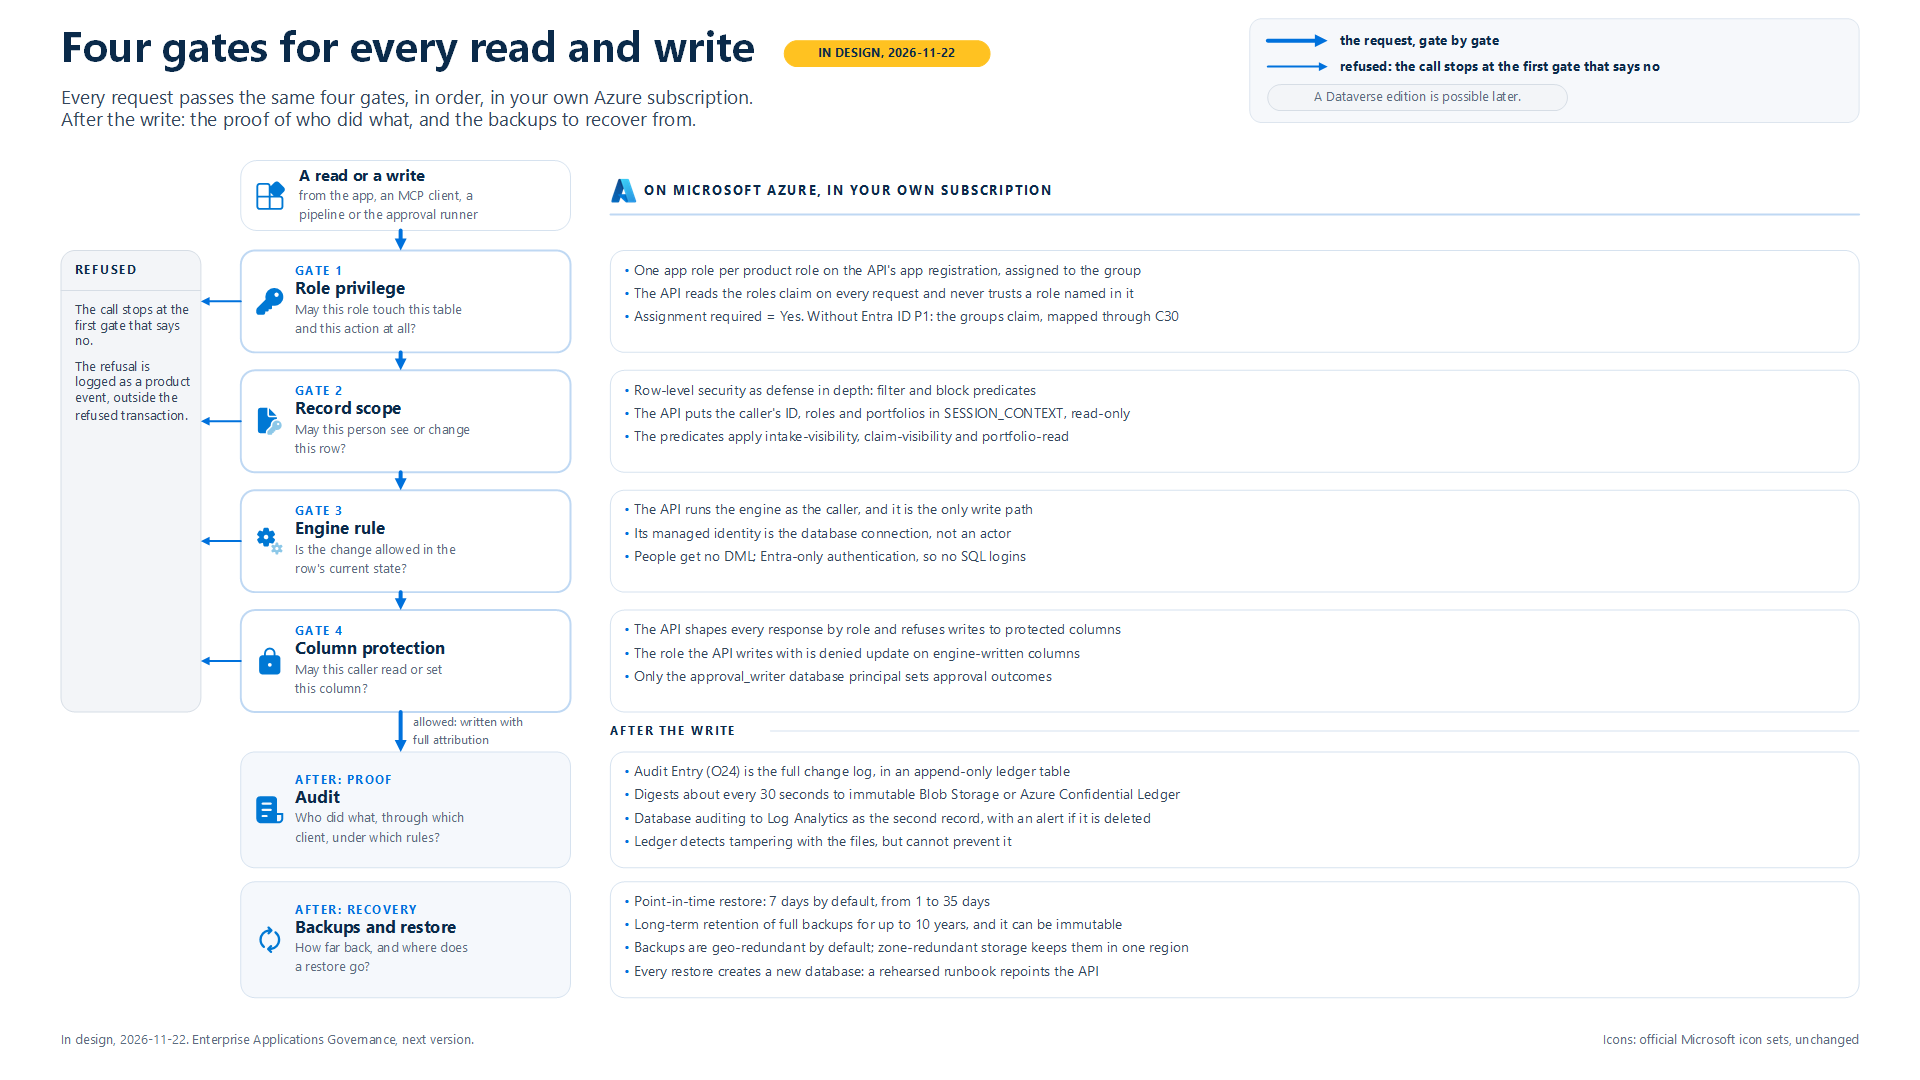 Four gates for every read and write
IN DESIGN, 2026-11-22
Every request passes the same four gates, in order, in your own Azure subscription.
After the write: the proof of who did what, and the backups to recover from.
the request, gate by gate
refused: the call stops at the first gate that says no
A Dataverse edition is possible later.
A read or a write
from the app, an MCP client, a
pipeline or the approval runner
ON MICROSOFT AZURE, IN YOUR OWN SUBSCRIPTION
REFUSED
The call stops at the
first gate that says
no.
The refusal is
logged as a product
event, outside the
refused transaction.
GATE 1
Role privilege
May this role touch this table
and this action at all?
• One app role per product role on the API's app registration, assigned to the group
• The API reads the roles claim on every request and never trusts a role named in it
• Assignment required = Yes. Without Entra ID P1: the groups claim, mapped through C30
GATE 2
Record scope
May this person see or change
this row?
• Row-level security as defense in depth: filter and block predicates
• The API puts the caller's ID, roles and portfolios in SESSION_CONTEXT, read-only
• The predicates apply intake-visibility, claim-visibility and portfolio-read
GATE 3
Engine rule
Is the change allowed in the
row's current state?
• The API runs the engine as the caller, and it is the only write path
• Its managed identity is the database connection, not an actor
• People get no DML; Entra-only authentication, so no SQL logins
GATE 4
Column protection
May this caller read or set
this column?
• The API shapes every response by role and refuses writes to protected columns
• The role the API writes with is denied update on engine-written columns
• Only the approval_writer database principal sets approval outcomes
allowed: written with
full attribution
AFTER THE WRITE
AFTER: PROOF
Audit
Who did what, through which
client, under which rules?
• Audit Entry (O24) is the full change log, in an append-only ledger table
• Digests about every 30 seconds to immutable Blob Storage or Azure Confidential Ledger
• Database auditing to Log Analytics as the second record, with an alert if it is deleted
• Ledger detects tampering with the files, but cannot prevent it
AFTER: RECOVERY
Backups and restore
How far back, and where does
a restore go?
• Point-in-time restore: 7 days by default, from 1 to 35 days
• Long-term retention of full backups for up to 10 years, and it can be immutable
• Backups are geo-redundant by default; zone-redundant storage keeps them in one region
• Every restore creates a new database: a rehearsed runbook repoints the API
In design, 2026-11-22. Enterprise Applications Governance, next version.
Icons: official Microsoft icon sets, unchanged